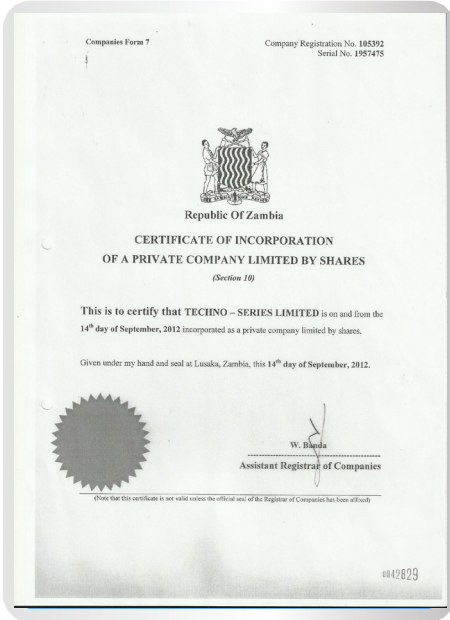 Companies Form 7
Company Registration No. 105392
Serial No. 1957475
Republic Of Zambia
CERTIFICATE OF INCORPORATION
OF A PRIVATE COMPANY LIMITED BY SHARES
(Section 10)
This is to certify that TECHNO – SERIES LIMITED is on and from the
14th day of September, 2012 incorporated as a private company limited by shares.
Given under my hand and seal at Lusaka, Zambia, this 14th day of September, 2012.
W. Banda
Assistant Registrar of Companies
(Note that this certificate is not valid unless the official seal of the Registrar of Companies has been affixed)
0042829